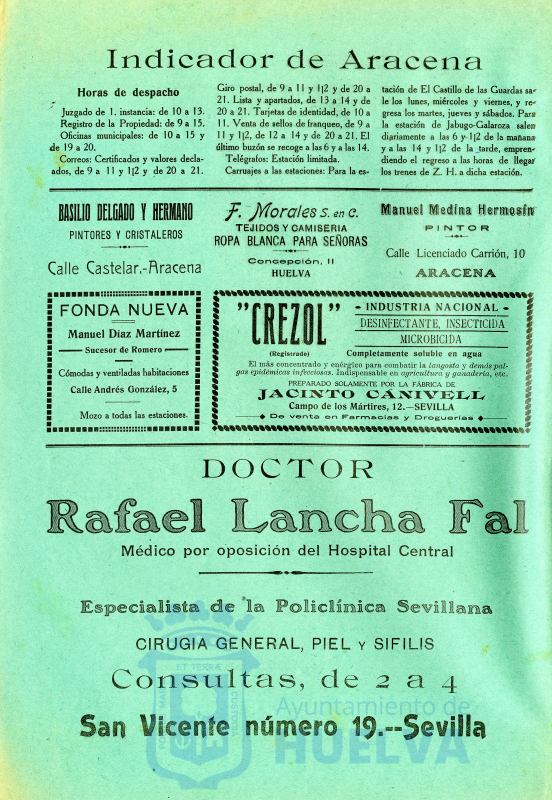 Indicador de Aracena
Horas de despacho
Juzgado de 1. instancia: de 10 a 13.
Registro de la Propiedad: de 9 a 15.
Oficinas municipales: de 10 a 15 y
de 19 a 20.
Correos: Certificados y valores decla-
ados, de 9 a 11 y 1|2 y de 20 a 21.
Giro postal, de 9 a 11 y 1|2 y de 20 a
21. Lista y apartados, de 13 a 14 y de
20 a 21. Tarjetas de identidad, de 10 a
11. Venta de sellos de franqueo, de 9 a
11 y 1|2, de 12 a 14 y de 20 a 21. El
último buzón se recoge a las 6 y a las 14.
Telégrafos: Estación limitada.
Carruajes a las estaciones: Para la es-
tación de El Castillo de las Guardas sa-
le los lunes, miércoles y viernes, y re-
gresa los martes, jueves y sábados. Para
la estación de Jabugo-Galaroza salen
diariamente a las 6 y 1|2 de la mañana
y a las 14 y 1|2 de la tarde, empren-
diendo el regreso a las horas de llegar
los trenes de Z. H. a dicha estación.
BASILIO DELGADO Y HERMANO
PINTORES Y CRISTALEROS
Calle Castelar.-Aracena
F. Morales S. en C.
TEJIDOS Y CAMISERIA
ROPA BLANCA PARA SEÑORAS
Concepción, 11
HUELVA
Manuel Medina Hermosín
PINTOR
Calle Licenciado Carrión, 10
ARACENA
FONDA NUEVA
Manuel Díaz Martínez
Sucesor de Romero
Cómodas y ventiladas habitaciones
Calle Andrés González, 5
Mozo a todas las estaciones.
"CREZOL"
(Registrado)
- INDUSTRIA NACIONAL -
DESINFECTANTE, INSECTICIDA
MICROBICIDA
Completamente soluble en agua
El más concentrado y enérgico para combatir la langosta y demás pla-
gas epidémicas infecciosas. Indispensable en agricultura y ganadería, etc.
PREPARADO SOLAMENTE POR LA FÁBRICA DE
JACINTO CANIVELL
Campo de los Mártires, 12.—SEVILLA
De venta en Farmacias y Droguerías
DOCTOR
Rafael Lancha Fal
Médico por oposición del Hospital Central
Especialista de la Policlínica Sevillana
CIRUGIA GENERAL, PIEL Y SIFILIS
Consultas, de 2 a 4
San Vicente número 19.--Sevilla
Ayuntamiento de
HUELVA